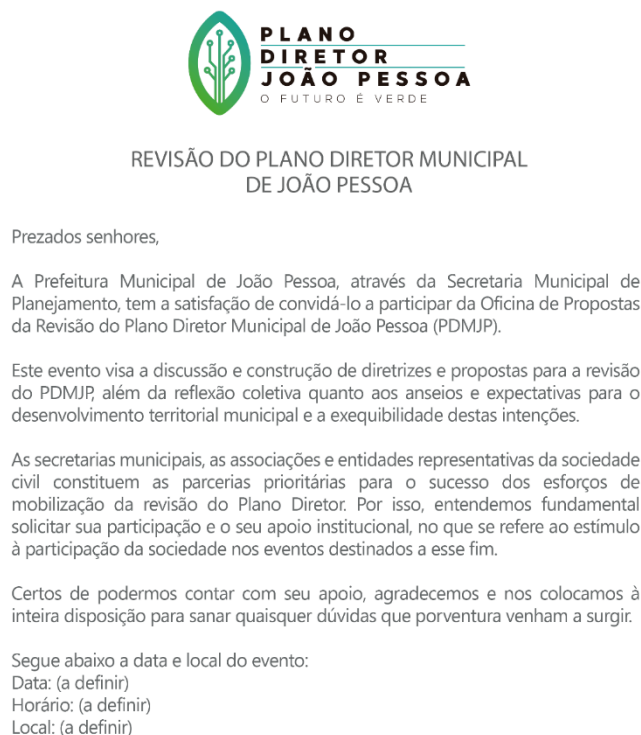 PLANO
DIRETOR
JOÃO PESSOA
O FUTURO É VERDE
REVISÃO DO PLANO DIRETOR MUNICIPAL
DE JOÃO PESSOA
Prezados senhores,
A Prefeitura Municipal de João Pessoa, através da Secretaria Municipal de
Planejamento, tem a satisfação de convidá-lo a participar da Oficina de Propostas
da Revisão do Plano Diretor Municipal de João Pessoa (PDMJP).
Este evento visa a discussão e construção de diretrizes e propostas para a revisão
do PDMJP, além da reflexão coletiva quanto aos anseios e expectativas para o
desenvolvimento territorial municipal e a exequibilidade destas intenções.
As secretarias municipais, as associações e entidades representativas da sociedade
civil constituem as parcerias prioritárias para o sucesso dos esforços de
mobilização da revisão do Plano Diretor. Por isso, entendemos fundamental
solicitar sua participação e o seu apoio institucional, no que se refere ao estímulo
à participação da sociedade nos eventos destinados a esse fim.
Certos de podermos contar com seu apoio, agradecemos e nos colocamos à
inteira disposição para sanar quaisquer dúvidas que porventura venham a surgir.
Segue abaixo a data e local do evento:
Data: (a definir)
Horário: (a definir)
Local: (a definir)